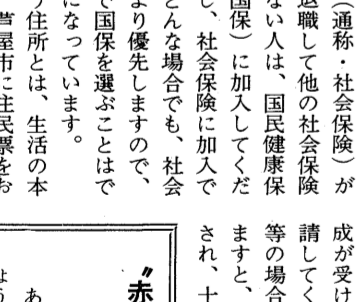 （通称・社会保険）が
退職して他の社会保険
ない人は、国民健康保
国保）に加入してくだ
し、社会保険に加入で
どんな場合でも、社会
より優先しますので、
で国保を選ぶことはで
になっています。
う住所とは、生活の本
芦屋市に住民票をお
成が受け
請してく
等の場合
ますと、
され、十
〝赤
あ
ょう